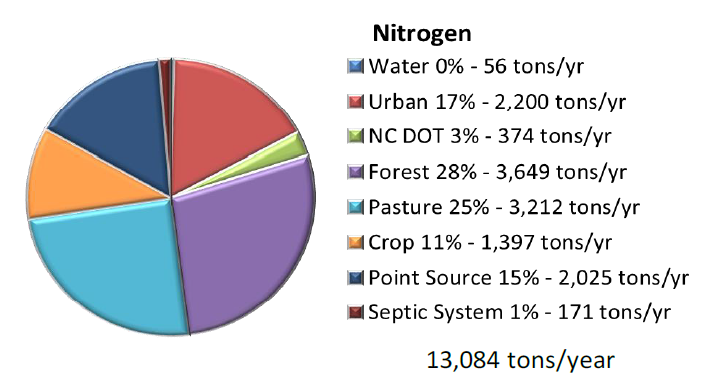 Nitrogen
Water 0% - 56 tons/yr
Urban 17% - 2,200 tons/yr
NC DOT 3% - 374 tons/yr
Forest 28% - 3,649 tons/yr
Pasture 25% - 3,212 tons/yr
Crop 11% - 1,397 tons/yr
Point Source 15% - 2,025 tons/yr
Septic System 1% - 171 tons/yr
13,084 tons/year